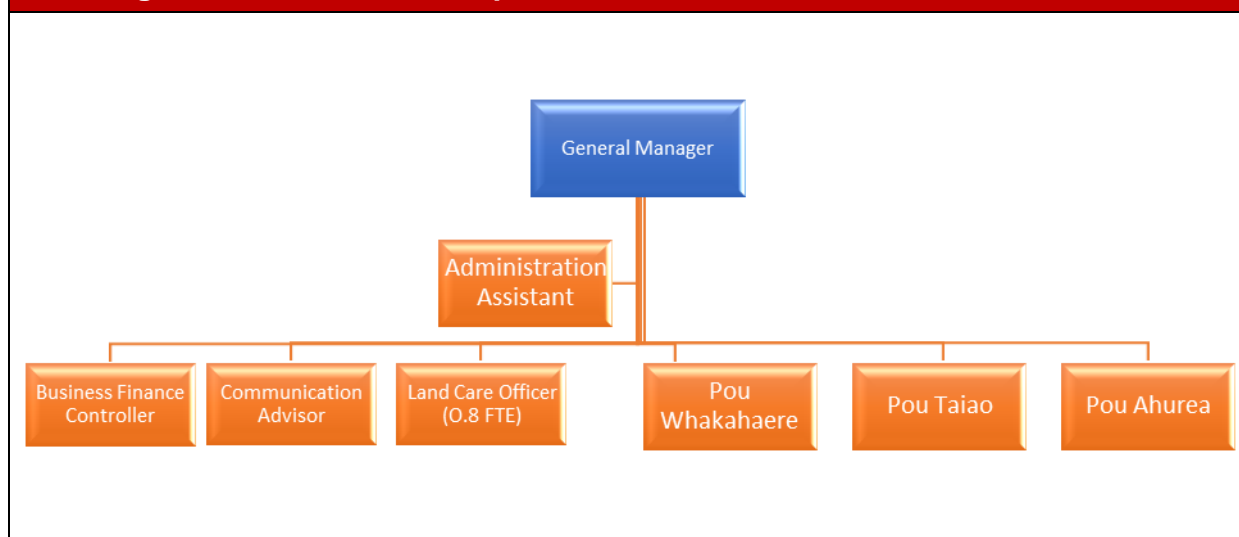 General Manager
Administration
Assistant
Business Finance
Controller
Communication
Advisor
Land Care Officer
(O.8 FTE)
Pou
Whakahaere
Pou Taiao
Pou Ahurea